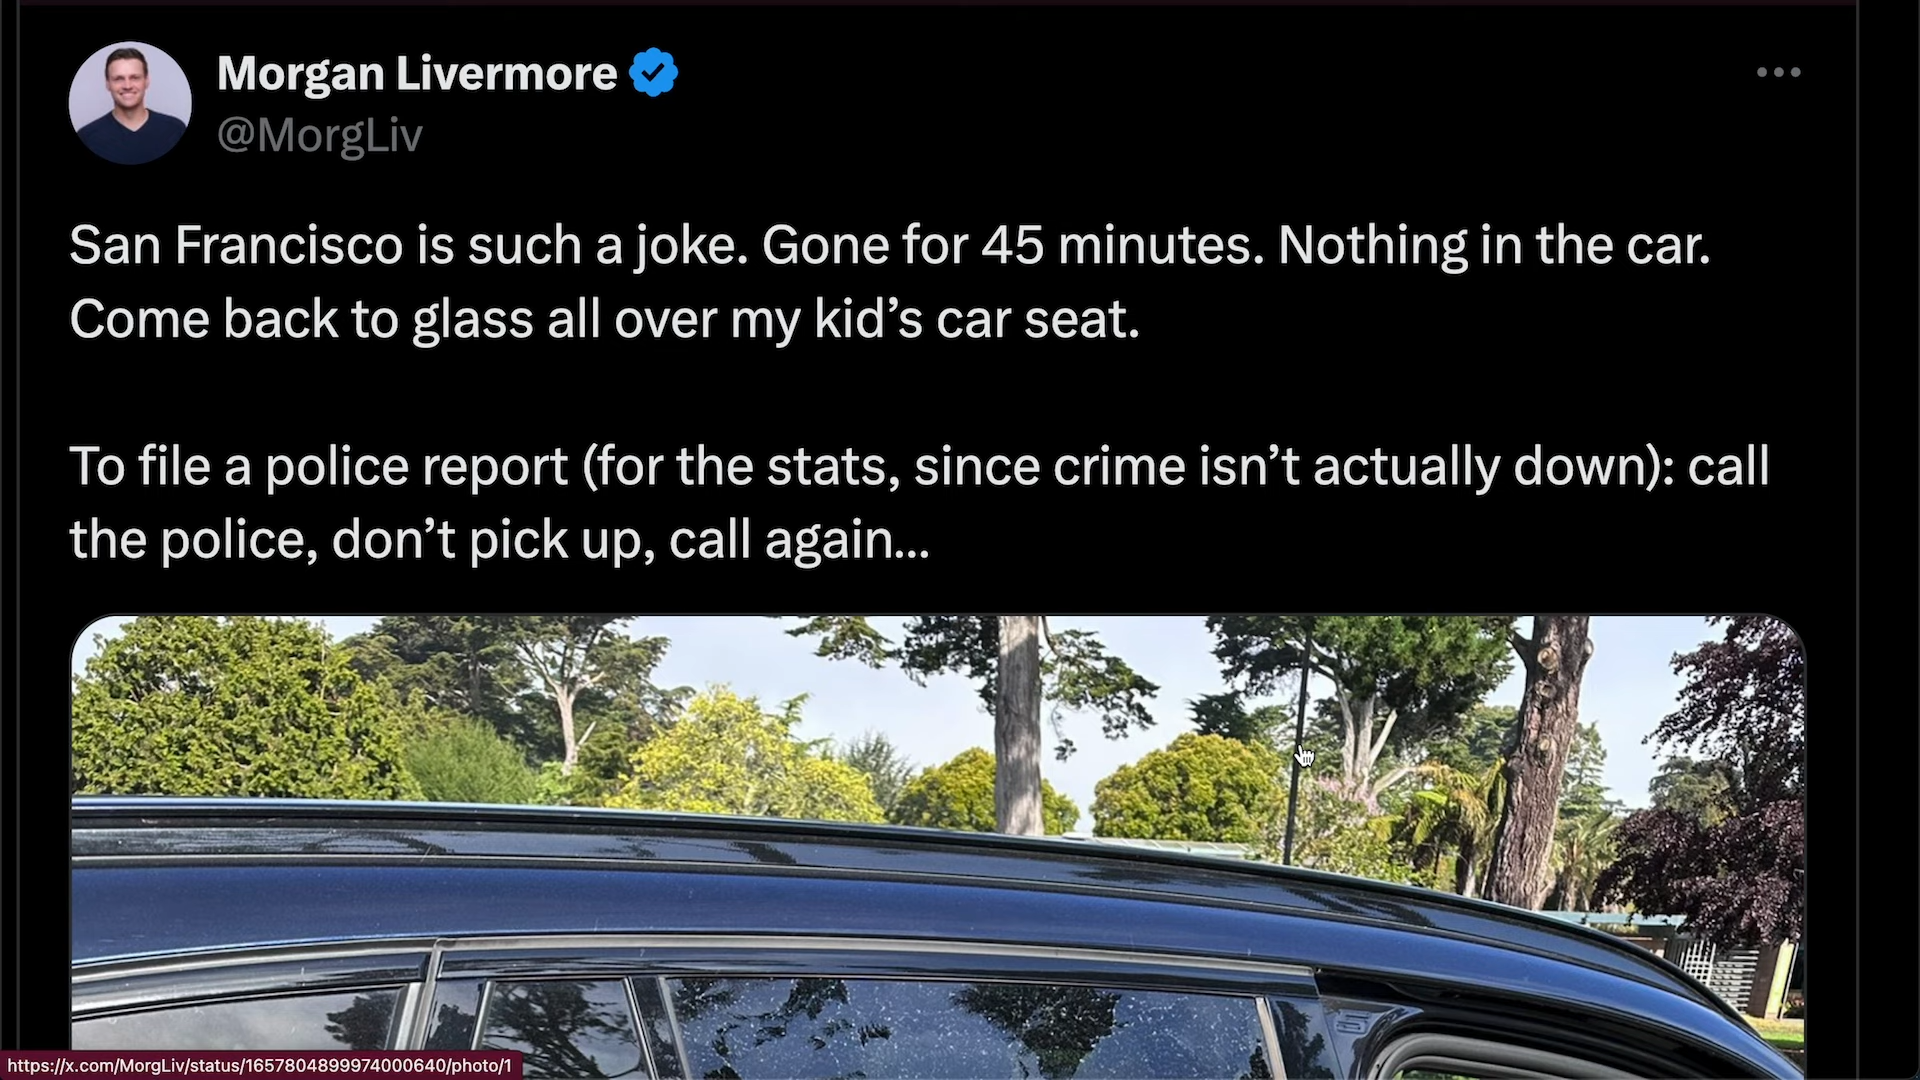 Morgan Livermore
@MorgLiv
San Francisco is such a joke. Gone for 45 minutes. Nothing in the car.
Come back to glass all over my kid’s car seat.
To file a police report (for the stats, since crime isn’t actually down): call
the police, don’t pick up, call again...
https://x.com/MorgLiv/status/1657804899974000640/photo/1